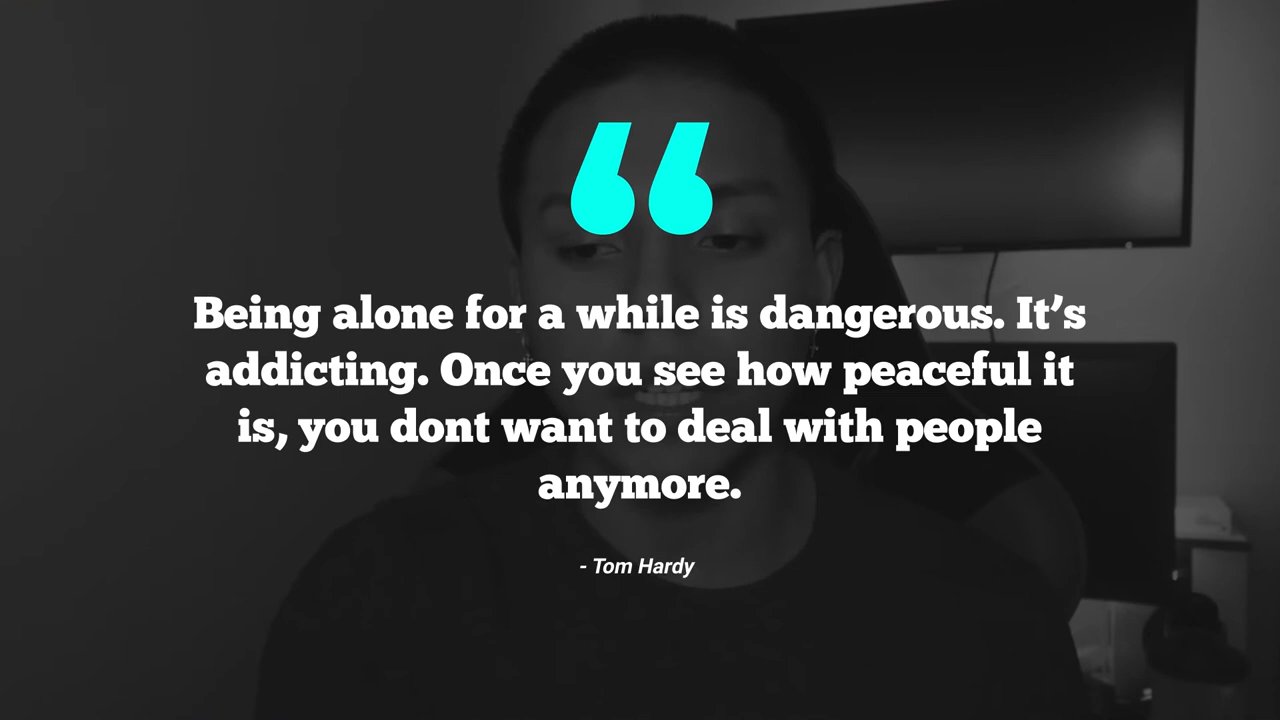 “
Being alone for a while is dangerous. It’s
addicting. Once you see how peaceful it
is, you dont want to deal with people
anymore.
- Tom Hardy